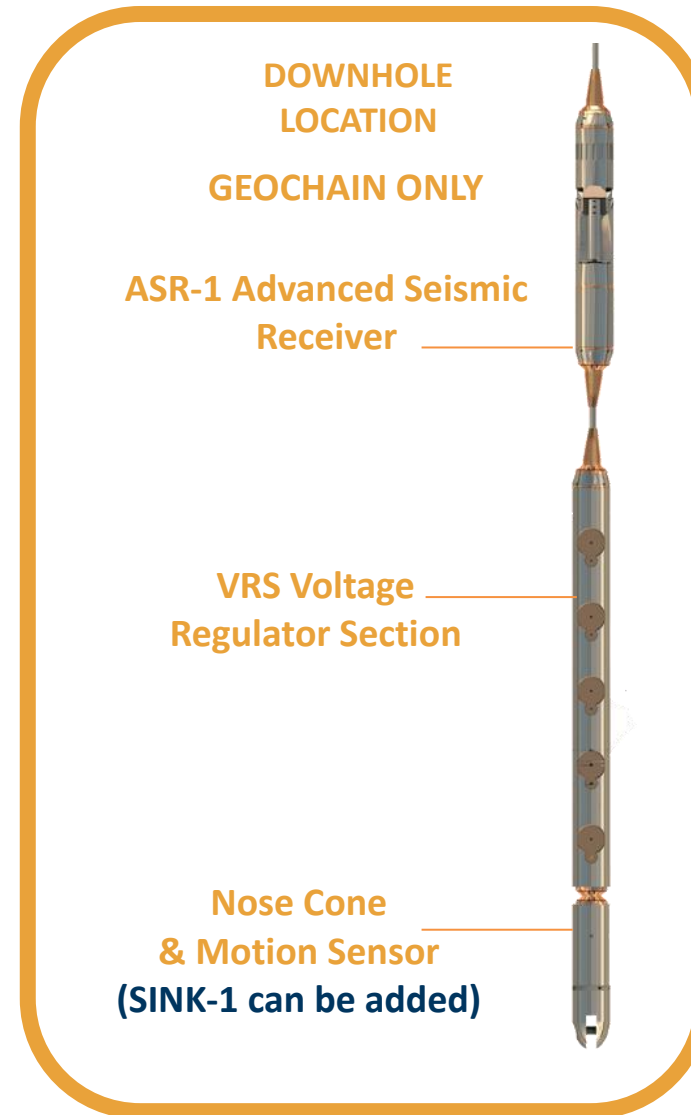 DOWNHOLE
LOCATION
GEOCHAIN ONLY
ASR-1 Advanced Seismic
Receiver
VRS Voltage
Regulator Section
Nose Cone
& Motion Sensor
(SINK-1 can be added)